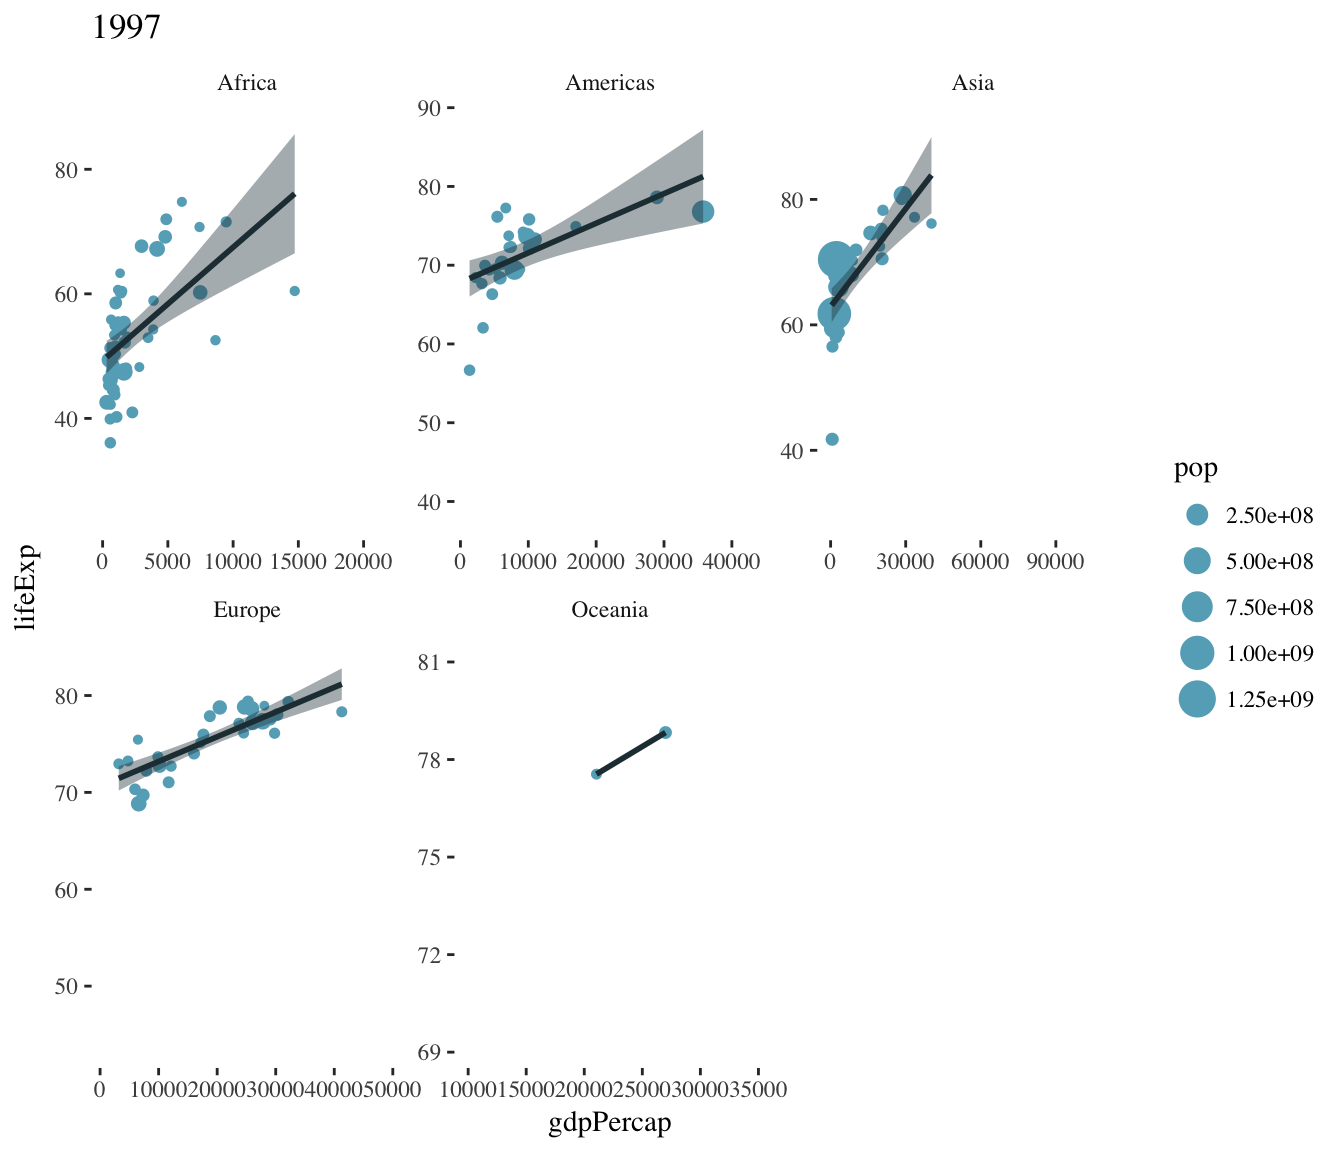 1997
Africa
Americas
Asia
80
60
40
90
80
70
60
50
40
80
60
40
0 5000 10000 15000 20000
0 10000 20000 30000 40000
0 30000 60000 90000
lifeExp
Europe
Oceania
80
70
60
50
81
78
75
72
69
0 10000 20000 30000 40000 50000
10000 15000 20000 25000 30000 35000
gdpPercap
pop
2.50e+08
5.00e+08
7.50e+08
1.00e+09
1.25e+09